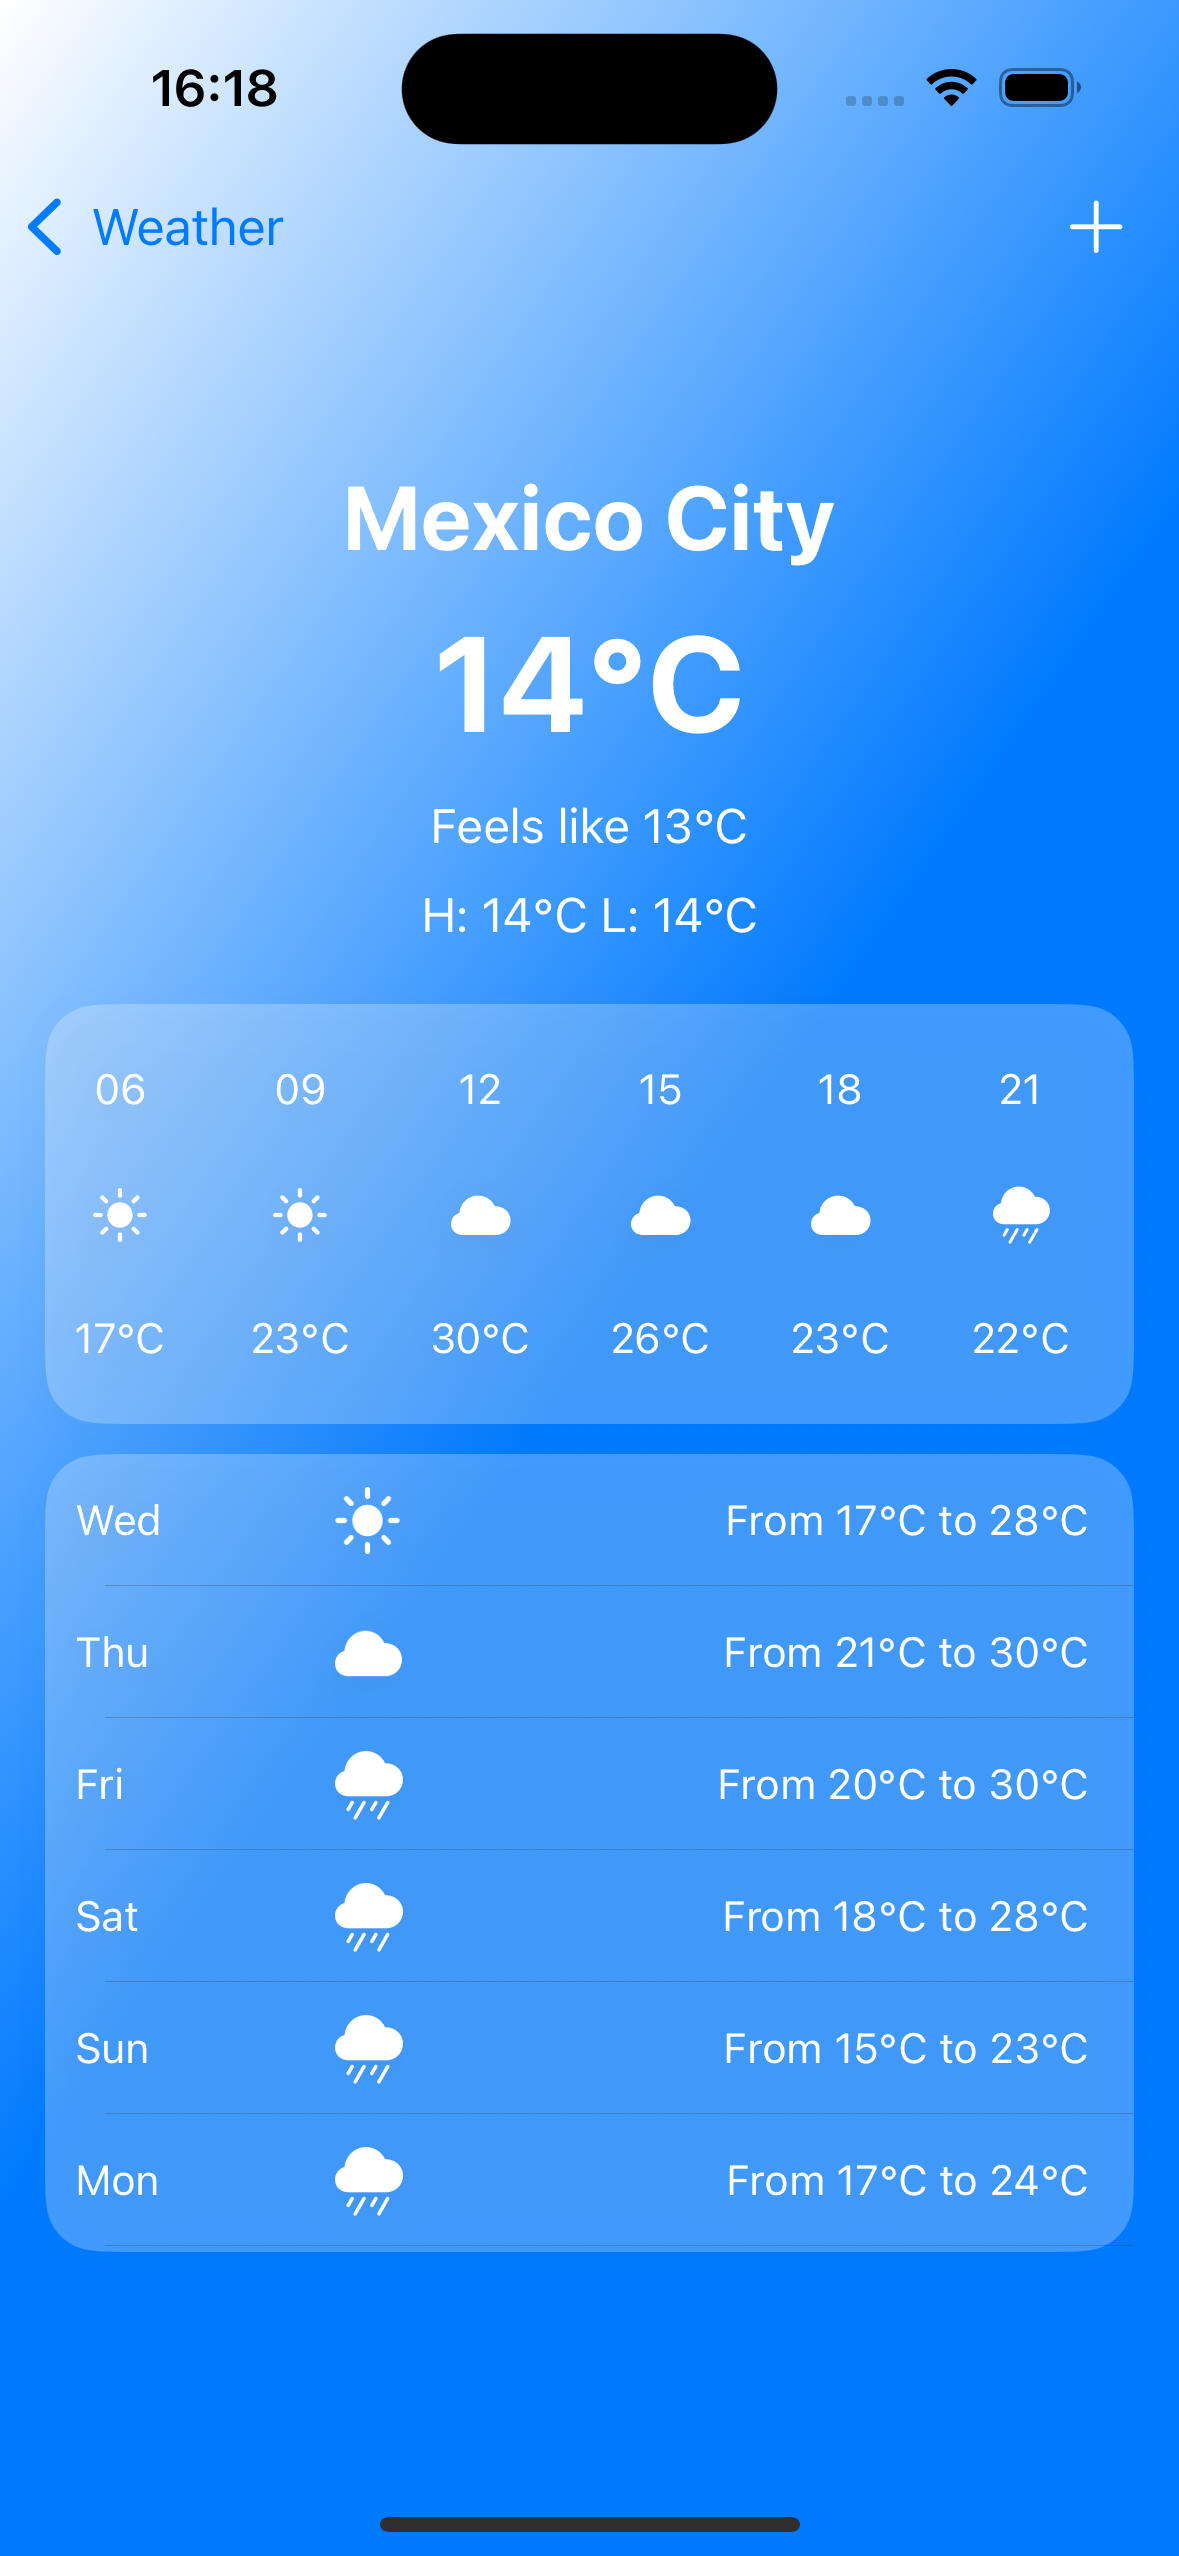 16:18
Weather
Mexico City
14°C
Feels like 13°C
H: 14°C L: 14°C
06 09 12 15 18 21
17°C 23°C 30°C 26°C 23°C 22°C
Wed From 17°C to 28°C
Thu From 21°C to 30°C
Fri From 20°C to 30°C
Sat From 18°C to 28°C
Sun From 15°C to 23°C
Mon From 17°C to 24°C